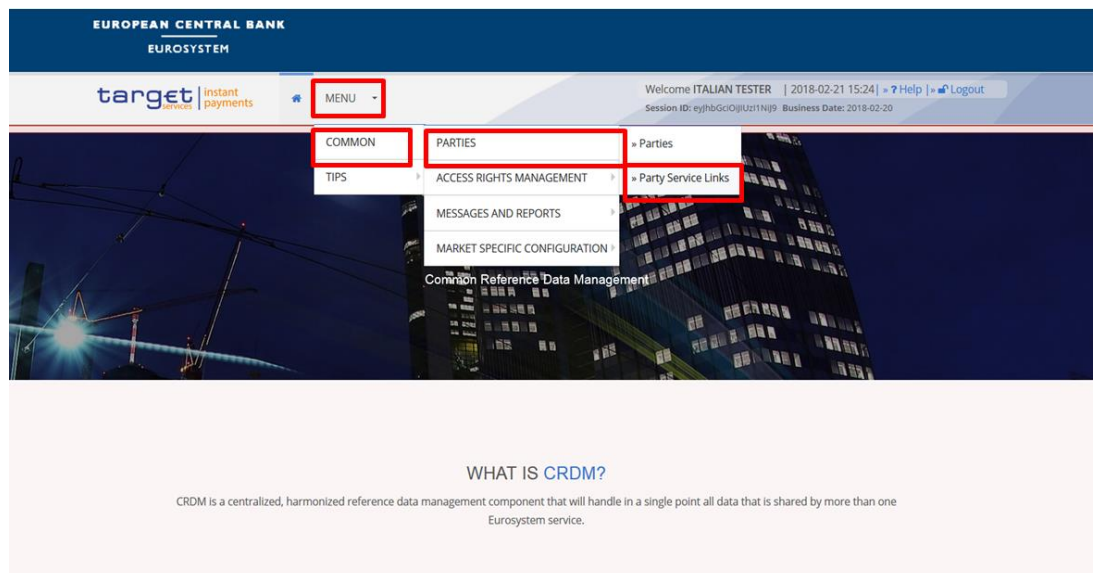 EUROPEAN CENTRAL BANK
EUROSYSTEM
target services | instant payments
MENU
Welcome ITALIAN TESTER | 2018-02-21 15:24| » ? Help |» Logout
Session ID: eyJhbGciOiJIUzI1NiJ9 Business Date: 2018-02-20
COMMON
PARTIES
» Parties
TIPS
ACCESS RIGHTS MANAGEMENT
» Party Service Links
MESSAGES AND REPORTS
MARKET SPECIFIC CONFIGURATION
Common Reference Data Management
WHAT IS CRDM?
CRDM is a centralized, harmonized reference data management component that will handle in a single point all data that is shared by more than one
Eurosystem service.